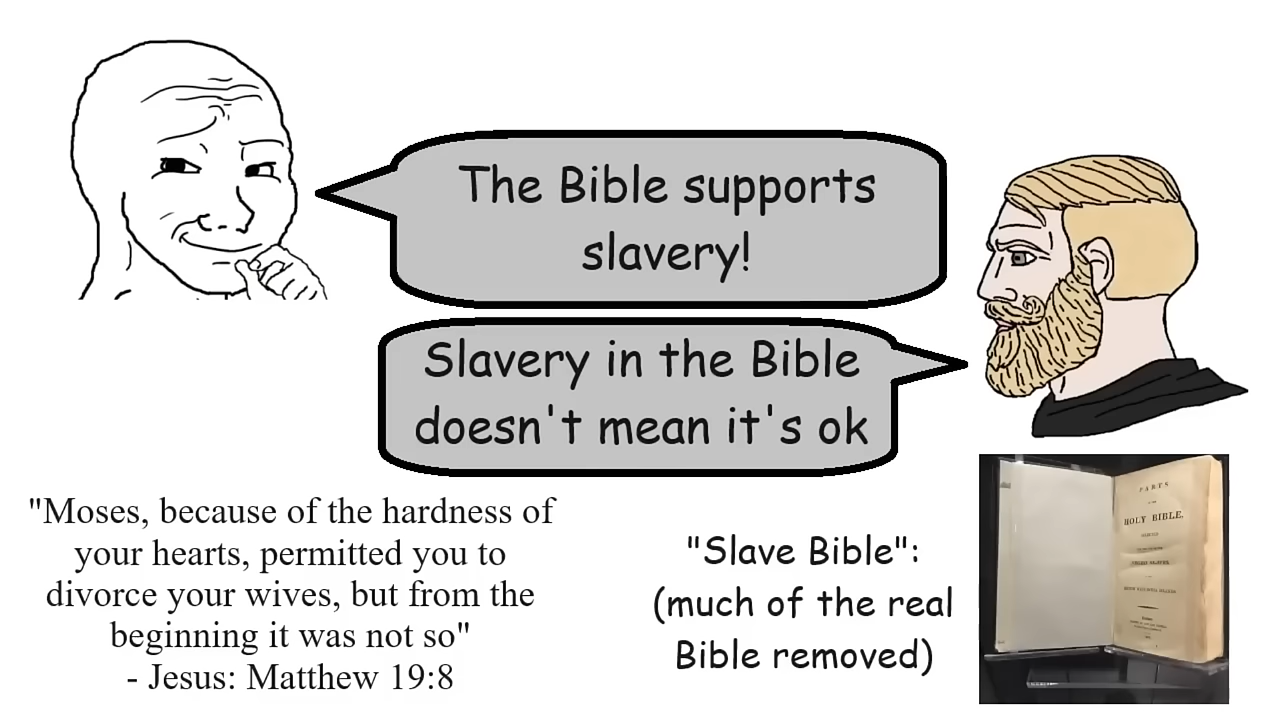 The Bible supports
slavery!
Slavery in the Bible
doesn't mean it's ok
"Moses, because of the hardness of
your hearts, permitted you to
divorce your wives, but from the
beginning it was not so"
- Jesus: Matthew 19:8
"Slave Bible":
(much of the real
Bible removed)
PARTS
HOLY BIBLE,